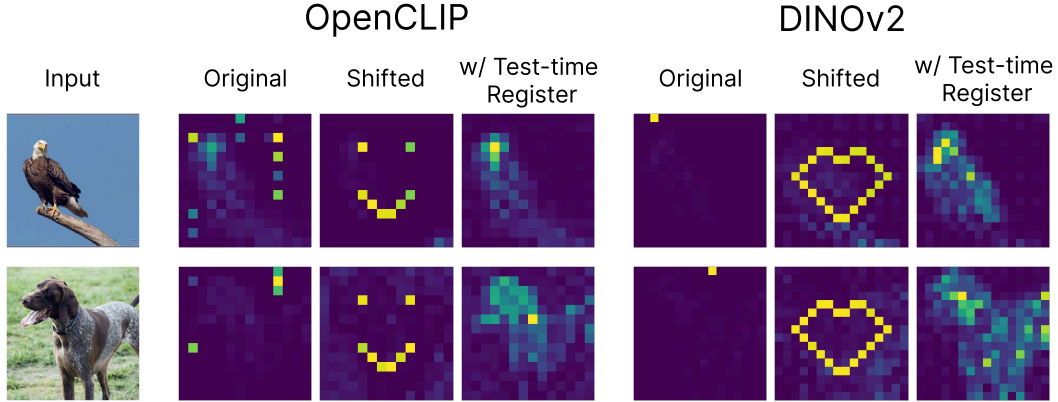 OpenCLIP DINOv2
Input Original Shifted w/ Test-time Register Original Shifted w/ Test-time Register